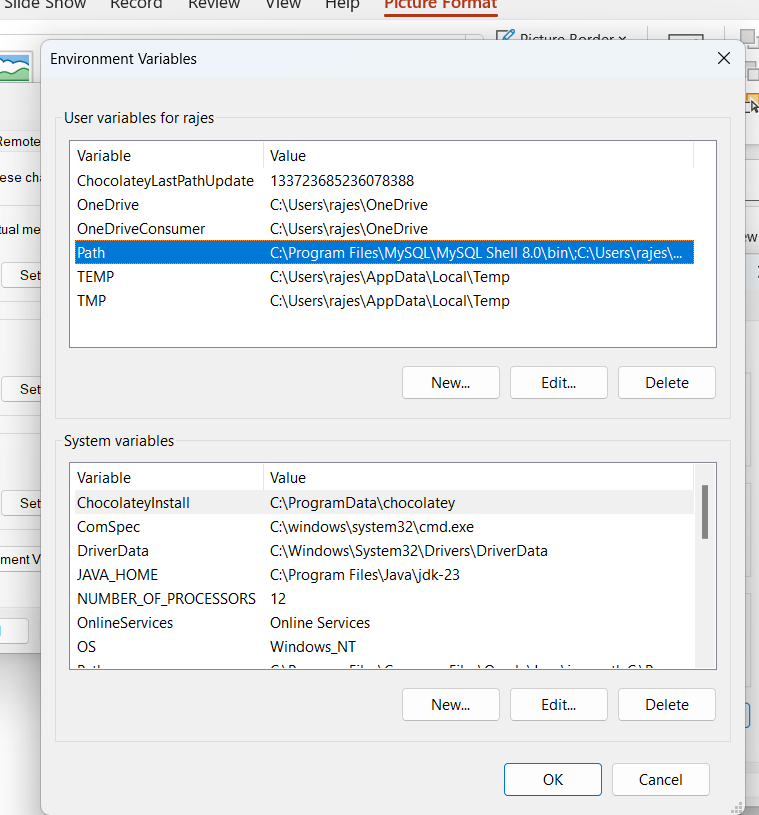 Slide Show Record Review View Help Picture Format
Picture Border
Environment Variables
User variables for rajes
Variable Value
ChocolateyLastPathUpdate 133723685236078388
OneDrive C:\Users\rajes\OneDrive
OneDriveConsumer C:\Users\rajes\OneDrive
Path C:\Program Files\MySQL\MySQL Shell 8.0\bin\;C:\Users\rajes\...
TEMP C:\Users\rajes\AppData\Local\Temp
TMP C:\Users\rajes\AppData\Local\Temp
New... Edit... Delete
System variables
Variable Value
ChocolateyInstall C:\ProgramData\chocolatey
ComSpec C:\windows\system32\cmd.exe
DriverData C:\Windows\System32\Drivers\DriverData
JAVA_HOME C:\Program Files\Java\jdk-23
NUMBER_OF_PROCESSORS 12
OnlineServices Online Services
OS Windows_NT
New... Edit... Delete
OK Cancel
Remote
ese cha
tual me
Set
Set
Set
ment V
ew